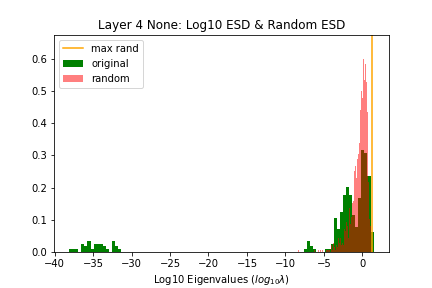 Layer 4 None: Log10 ESD & Random ESD
max rand
original
random
0.6
0.5
0.4
0.3
0.2
0.1
0.0
−40 −35 −30 −25 −20 −15 −10 −5 0
Log10 Eigenvalues (log₁₀λ)